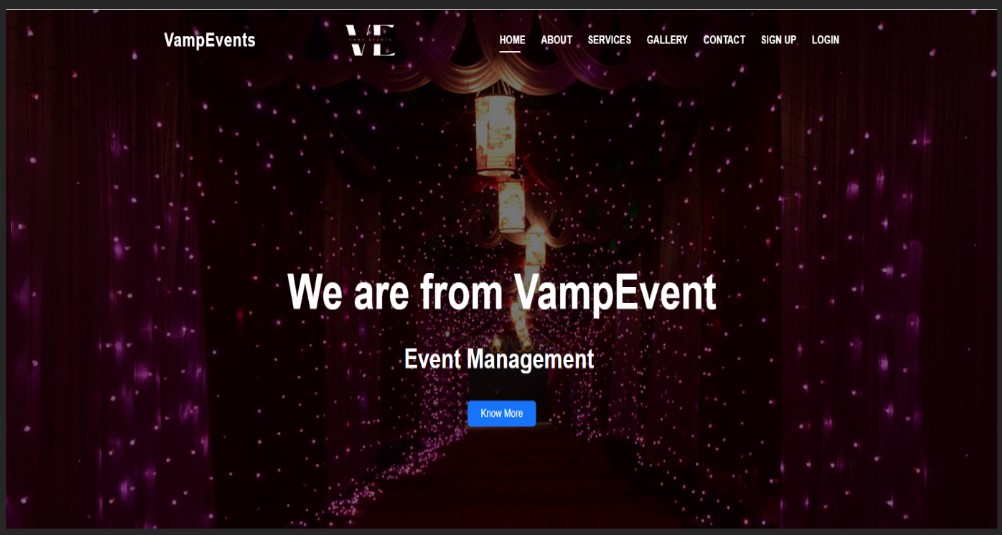 VampEvents
VE
HOME ABOUT SERVICES GALLERY CONTACT SIGN UP LOGIN
We are from VampEvent
Event Management
Know More